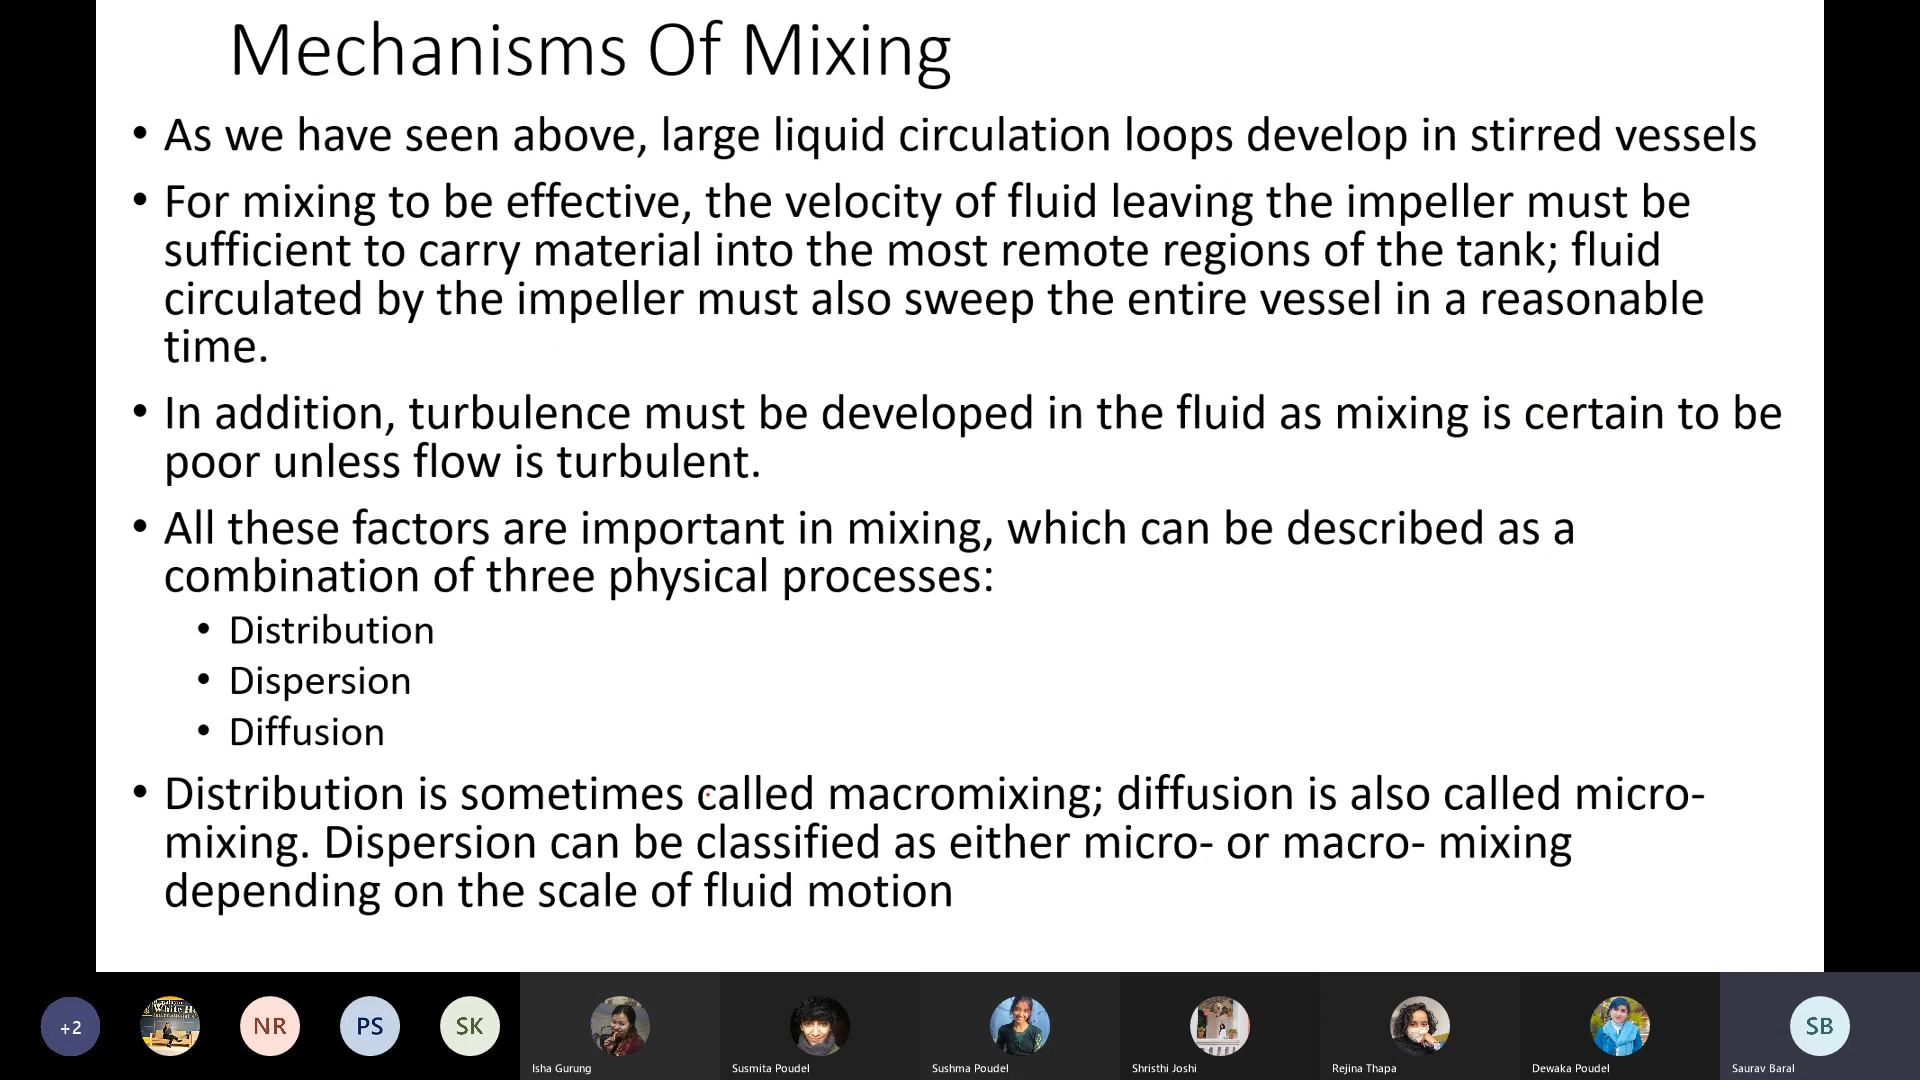 Mechanisms Of Mixing
• As we have seen above, large liquid circulation loops develop in stirred vessels
• For mixing to be effective, the velocity of fluid leaving the impeller must be
sufficient to carry material into the most remote regions of the tank; fluid
circulated by the impeller must also sweep the entire vessel in a reasonable
time.
• In addition, turbulence must be developed in the fluid as mixing is certain to be
poor unless flow is turbulent.
• All these factors are important in mixing, which can be described as a
combination of three physical processes:
• Distribution
• Dispersion
• Diffusion
• Distribution is sometimes called macromixing; diffusion is also called micro-
mixing. Dispersion can be classified as either micro- or macro- mixing
depending on the scale of fluid motion
+2
White H
NR
PS
SK
SB
Isha Gurung
Susmita Poudel
Sushma Poudel
Shristhi Joshi
Rejina Thapa
Dewaka Poudel
Saurav Baral